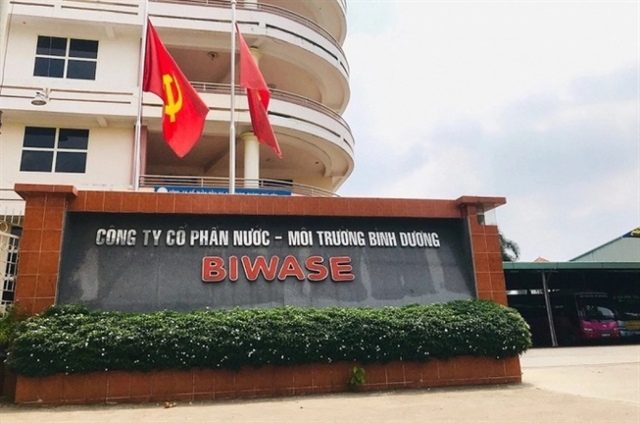 CÔNG TY CỔ PHẦN NƯỚC - MÔI TRƯỜNG BÌNH DƯƠNG
BIWASE